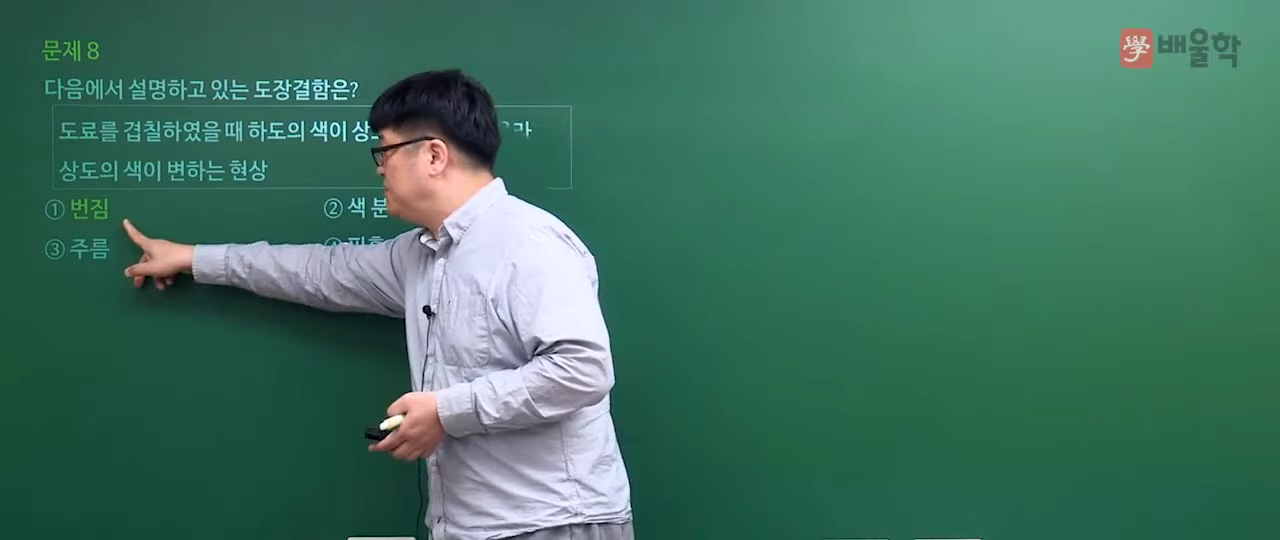 學 배울학
문제 8
다음에서 설명하고 있는 도장결함은?
도료를 겹칠하였을 때 하도의 색이
상도의 색이 변하는 현상
① 번짐 ② 색
③ 주름